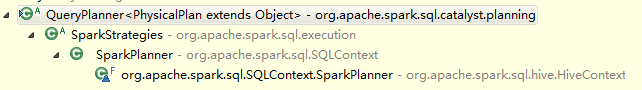 QueryPlanner<PhysicalPlan extends Object> - org.apache.spark.sql.catalyst.planning
SparkStrategies - org.apache.spark.sql.execution
SparkPlanner - org.apache.spark.sql.SQLContext
org.apache.spark.sql.SQLContext.SparkPlanner - org.apache.spark.sql.hive.HiveContext